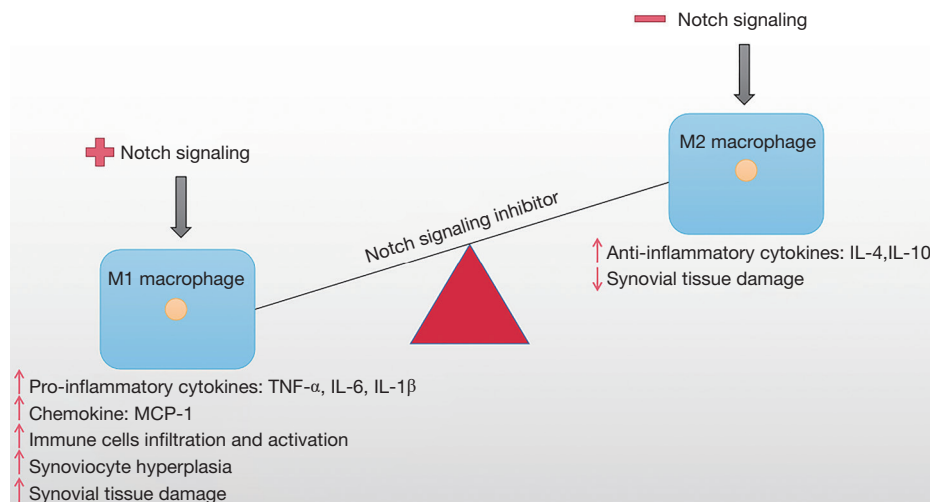 Notch signaling
Notch signaling
M2 macrophage
Notch signaling inhibitor
Anti-inflammatory cytokines: IL-4,IL-10
Synovial tissue damage
M1 macrophage
Pro-inflammatory cytokines: TNF-α, IL-6, IL-1β
Chemokine: MCP-1
Immune cells infiltration and activation
Synoviocyte hyperplasia
Synovial tissue damage